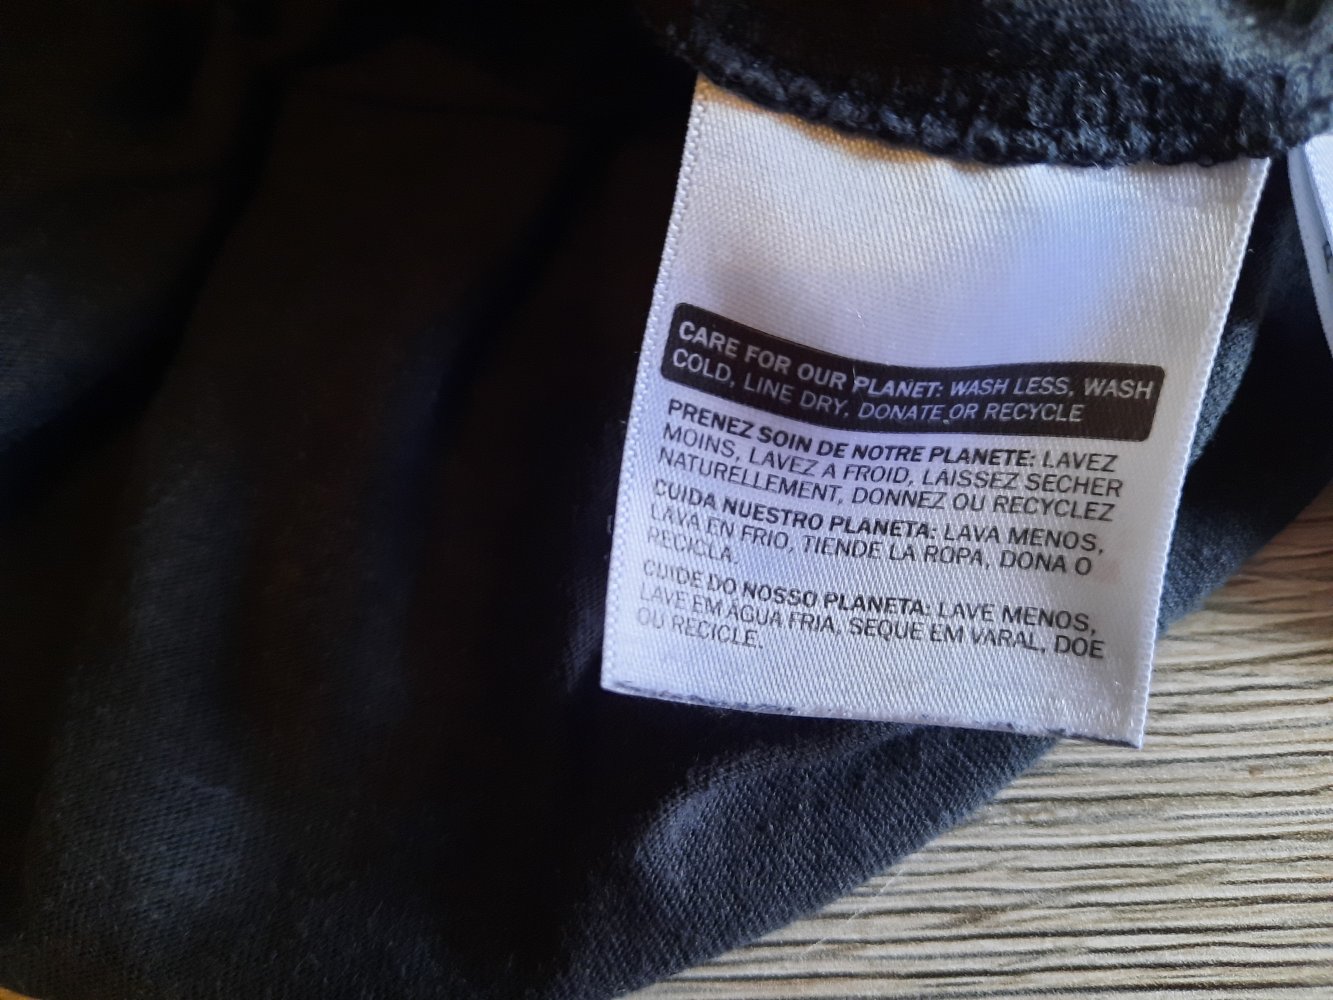 CARE FOR OUR PLANET: WASH LESS, WASH
COLD, LINE DRY, DONATE OR RECYCLE
PRENEZ SOIN DE NOTRE PLANETE: LAVEZ
MOINS, LAVEZ A FROID, LAISSEZ SECHER
NATURELLEMENT, DONNEZ OU RECYCLEZ
CUIDA NUESTRO PLANETA: LAVA MENOS,
LAVA EN FRIO, TIENDE LA ROPA, DONA O
RECICLA.
CUIDE DO NOSSO PLANETA: LAVE MENOS,
LAVE EM ÁGUA FRIA, SEQUE EM VARAL, DOE
OU RECICLE.